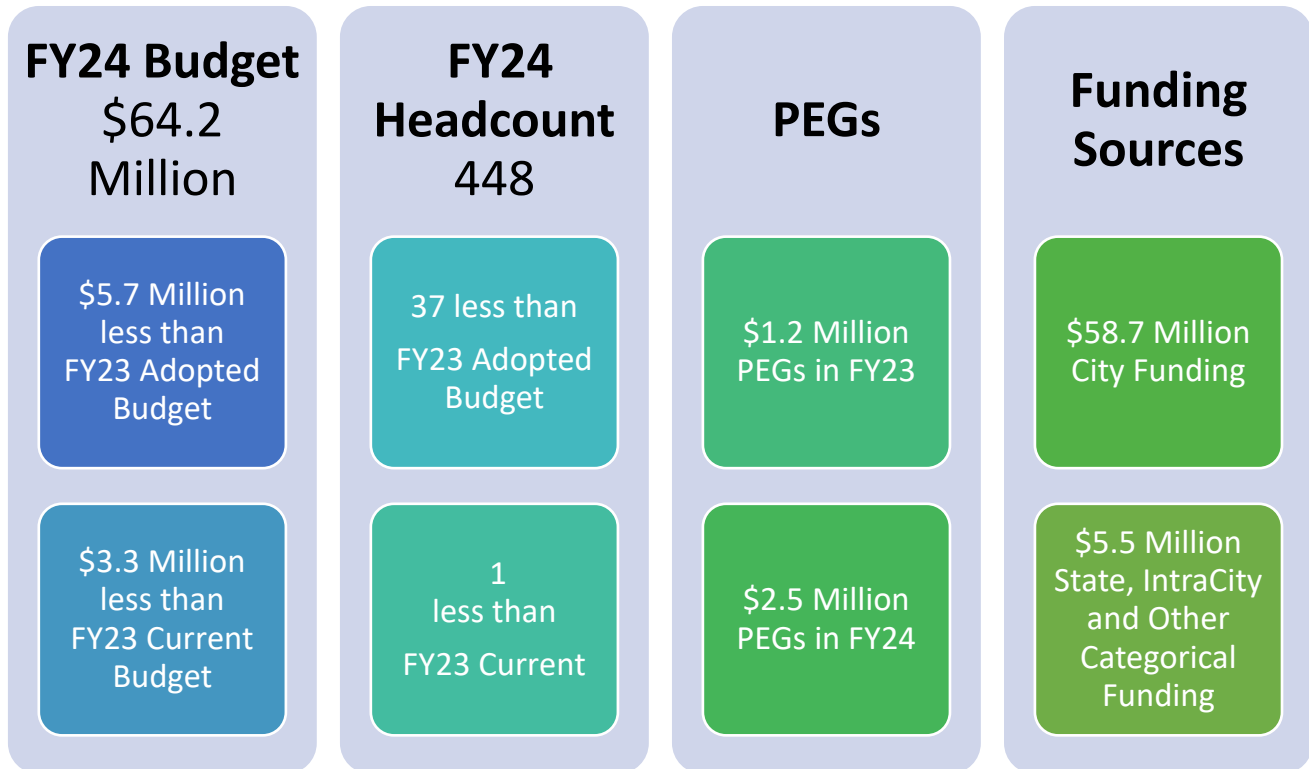 FY24 Budget
$64.2
Million
$5.7 Million
less than
FY23 Adopted
Budget
$3.3 Million
less than
FY23 Current
Budget
FY24
Headcount
448
37 less than
FY23 Adopted
Budget
1
less than
FY23 Current
PEGs
$1.2 Million
PEGs in FY23
$2.5 Million
PEGs in FY24
Funding
Sources
$58.7 Million
City Funding
$5.5 Million
State, IntraCity
and Other
Categorical
Funding